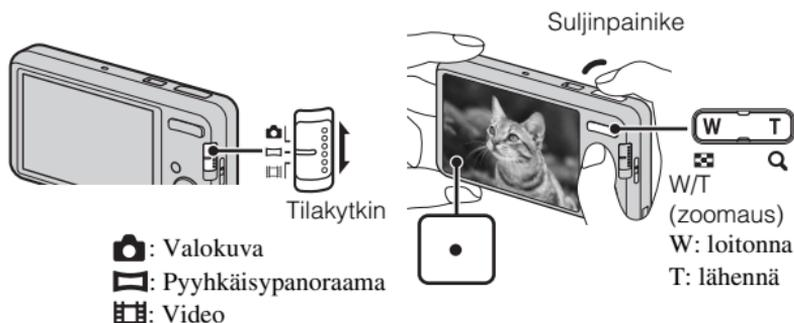 Tilakytkin
: Valokuva
: Pyyhkäisypanoraama
: Video
Suljinpainike
W T
W/T
(zoomaus)
W: loitonna
T: lähennä